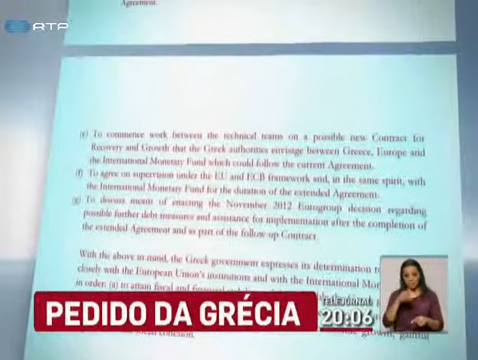 RTP
Agreement.
(e) To commence work between the technical teams on a possible new Contract for
Recovery and Growth that the Greek authorities envisage between Greece, Europe and
the International Monetary Fund which could follow the current Agreement.
(f) To agree on supervision under the EU and ECB framework and, in the same spirit, with
the International Monetary Fund for the duration of the extended Agreement.
(g) To discuss means of enacting the November 2012 Eurogroup decision regarding
possible further debt measures and assistance for implementation after the completion of
the extended Agreement and as part of the follow-up Contract.
With the above in mind, the Greek government expresses its determination to
closely with the European Union's institutions and with the International Mon
in order: (a) to attain fiscal and financial
growth, gainful
social cohesion.
PEDIDO DA GRÉCIA
TELEJORNAL
20:06